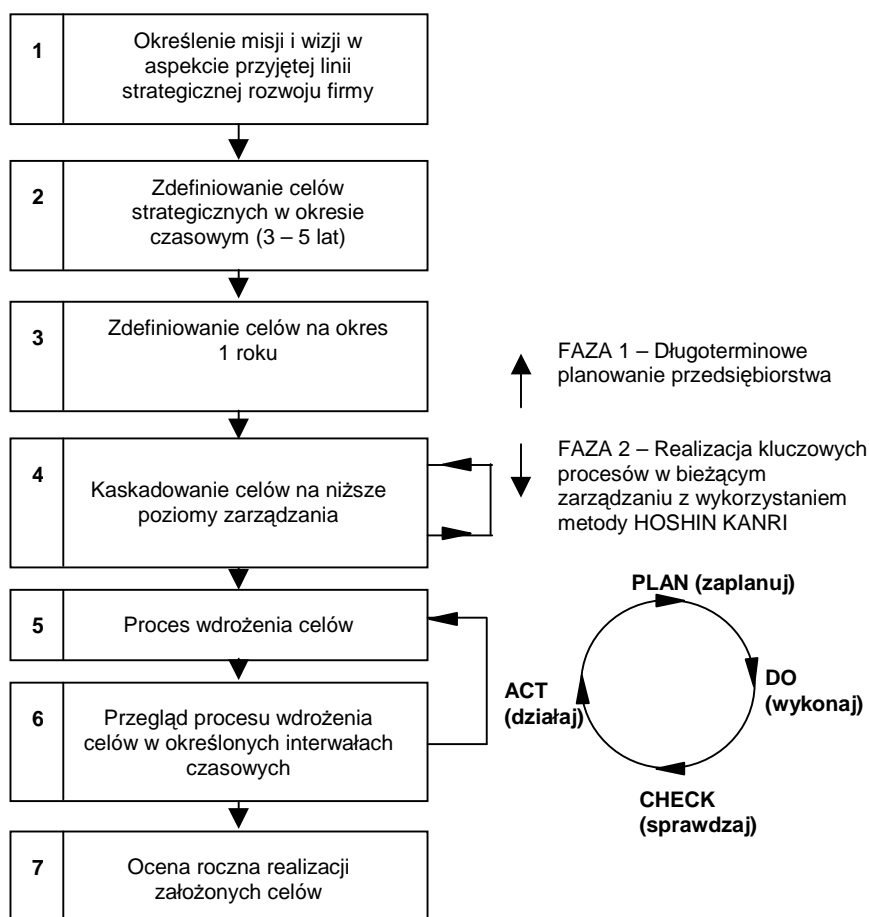 1
Określenie misji i wizji w
aspekcie przyjętej linii
strategicznej rozwoju firmy
2
Zdefiniowanie celów
strategicznych w okresie
czasowym (3 – 5 lat)
3
Zdefiniowanie celów na okres
1 roku
FAZA 1 – Długoterminowe
planowanie przedsiębiorstwa
4
Kaskadowanie celów na niższe
poziomy zarządzania
FAZA 2 – Realizacja kluczowych
procesów w bieżącym
zarządzaniu z wykorzystaniem
metody HOSHIN KANRI
5
Proces wdrożenia celów
6
Przegląd procesu wdrożenia
celów w określonych interwałach
czasowych
PLAN (zaplanuj)
DO
(wykonaj)
CHECK
(sprawdzaj)
ACT
(działaj)
7
Ocena roczna realizacji
założonych celów